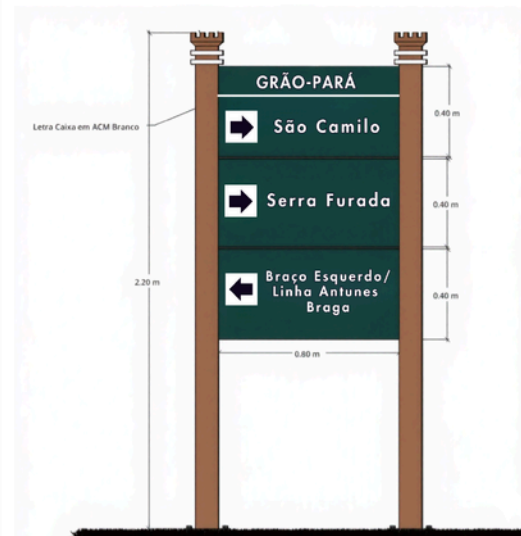 GRÃO-PARÁ
0.40 m
Letra Caixa em ACM Branco
São Camilo
Serra Furada
0.40 m
Braço Esquerdo/
Linha Antunes
Braga
2.20 m
0.40 m
0.80 m